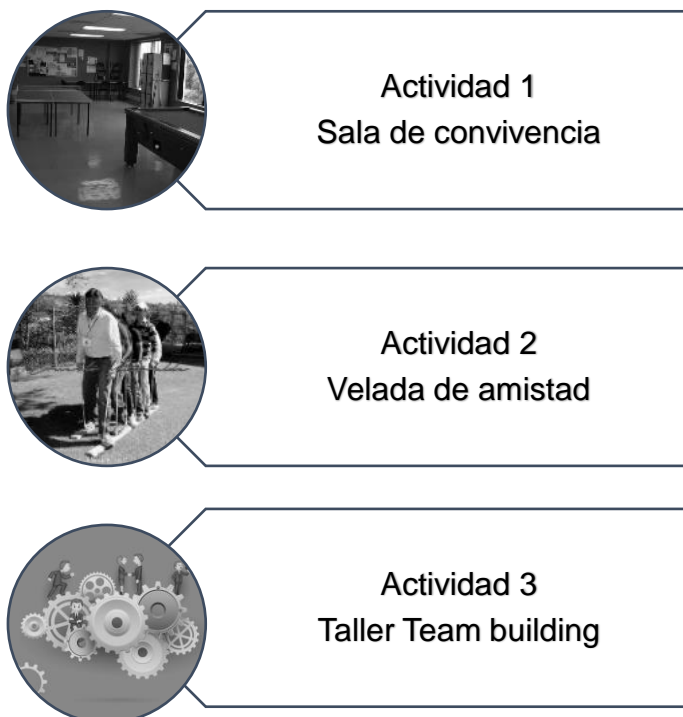 Actividad 1
Sala de convivencia
Actividad 2
Velada de amistad
Actividad 3
Taller Team building